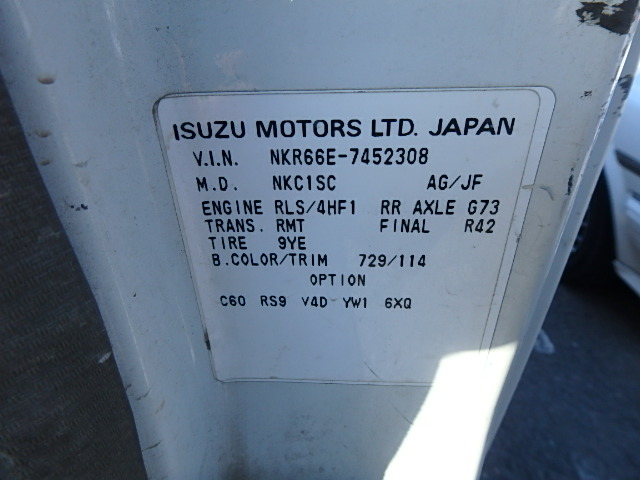 ISUZU MOTORS LTD. JAPAN
V.I.N. NKR66E-7452308
M.D. NKC1SC AG/JF
ENGINE RLS/4HF1 RR AXLE G73
TRANS. RMT FINAL R42
TIRE 9YE
B.COLOR/TRIM 729/114
OPTION
C60 RS9 V4D YW1 6XQ